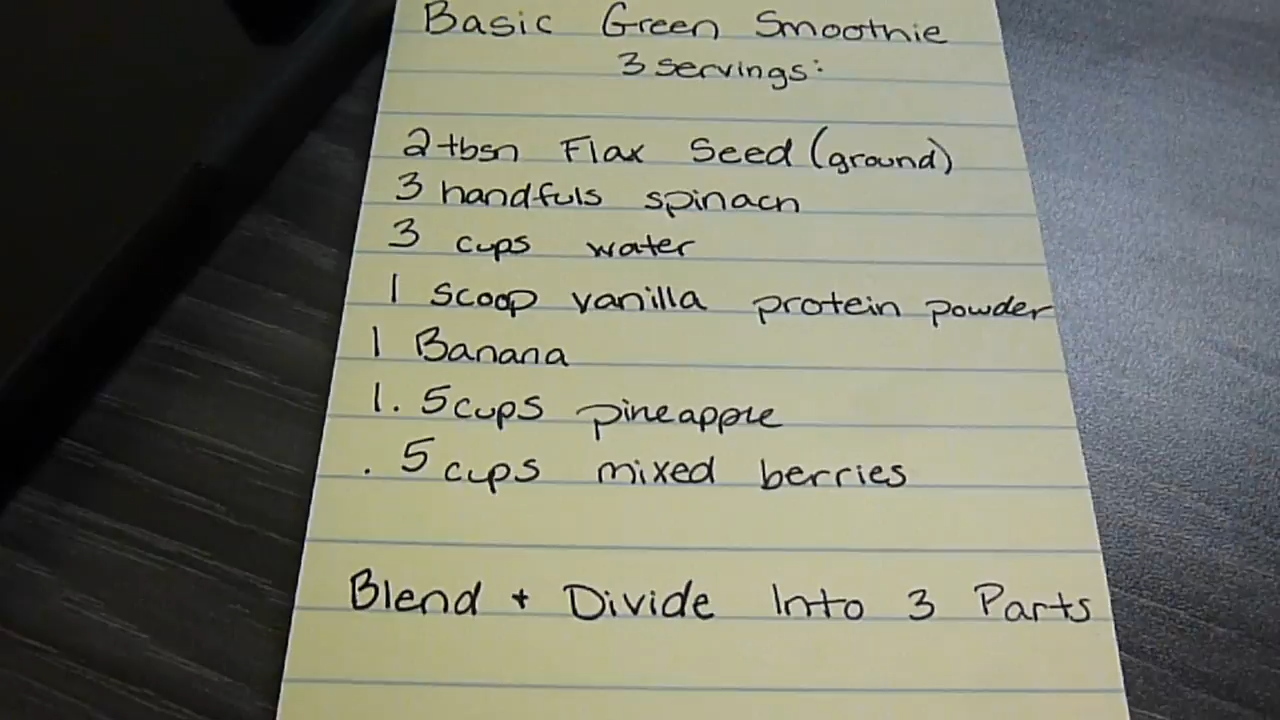 Basic Green Smoothie
3 servings:
2 tbsn Flax Seed (ground)
3 handfuls spinach
3 cups water
1 scoop vanilla protein powder
1 Banana
1.5 cups pineapple
.5 cups mixed berries
Blend + Divide Into 3 Parts